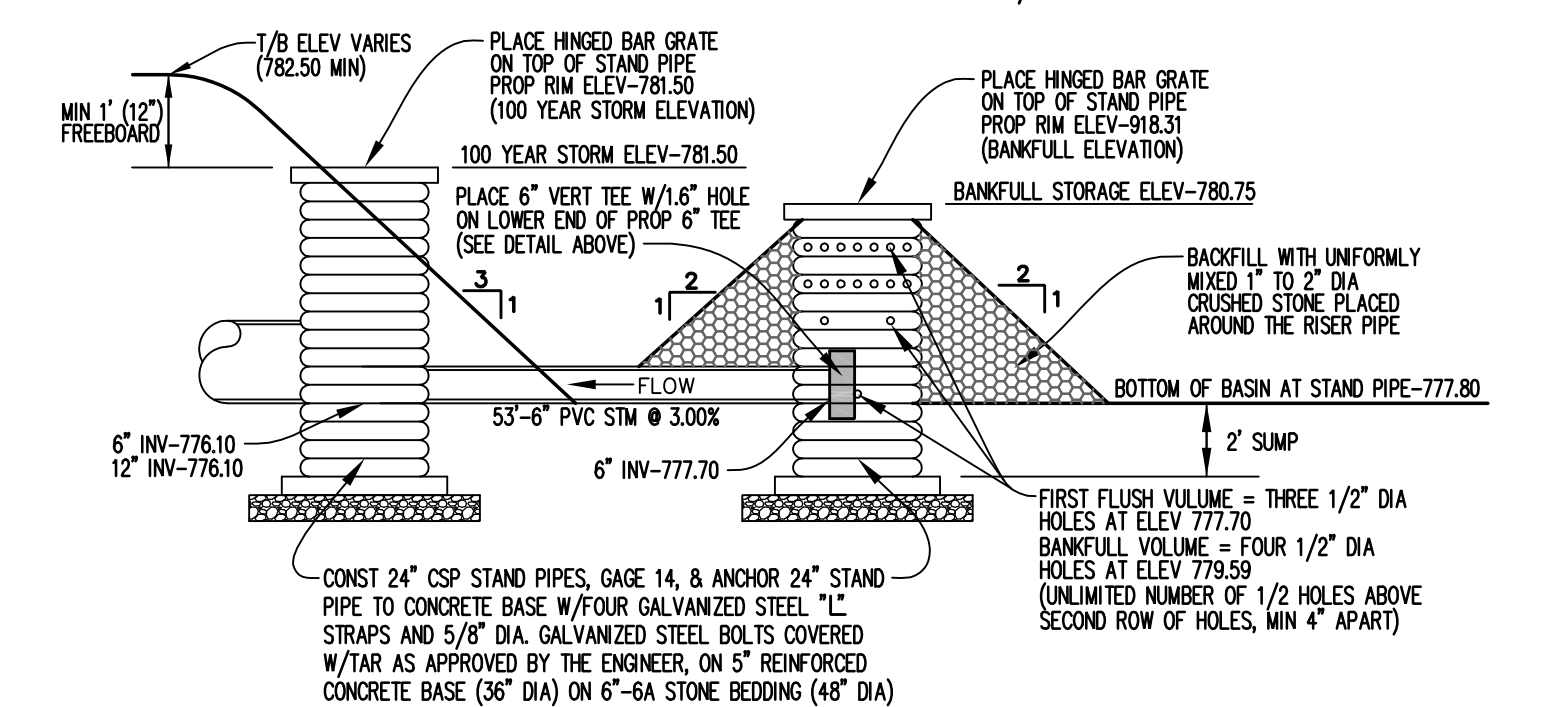 T/B ELEV VARIES
(782.50 MIN)
MIN 1' (12")
FREEBOARD
PLACE HINGED BAR GRATE
ON TOP OF STAND PIPE
PROP RIM ELEV-781.50
(100 YEAR STORM ELEVATION)
100 YEAR STORM ELEV-781.50
PLACE 6" VERT TEE W/1.6" HOLE
ON LOWER END OF PROP 6" TEE
(SEE DETAIL ABOVE)
PLACE HINGED BAR GRATE
ON TOP OF STAND PIPE
PROP RIM ELEV-918.31
(BANKFULL ELEVATION)
BANKFULL STORAGE ELEV-780.75
BACKFILL WITH UNIFORMLY
MIXED 1" TO 2" DIA
CRUSHED STONE PLACED
AROUND THE RISER PIPE
3
1
2
1
2
1
FLOW
53'-6" PVC STM @ 3.00%
BOTTOM OF BASIN AT STAND PIPE-777.80
2' SUMP
6" INV-776.10
12" INV-776.10
6" INV-777.70
FIRST FLUSH VULUME = THREE 1/2" DIA
HOLES AT ELEV 777.70
BANKFULL VOLUME = FOUR 1/2" DIA
HOLES AT ELEV 779.59
(UNLIMITED NUMBER OF 1/2 HOLES ABOVE
SECOND ROW OF HOLES, MIN 4" APART)
CONST 24" CSP STAND PIPES, GAGE 14, & ANCHOR 24" STAND
PIPE TO CONCRETE BASE W/FOUR GALVANIZED STEEL "L"
STRAPS AND 5/8" DIA. GALVANIZED STEEL BOLTS COVERED
W/TAR AS APPROVED BY THE ENGINEER, ON 5" REINFORCED
CONCRETE BASE (36" DIA) ON 6"-6A STONE BEDDING (48" DIA)